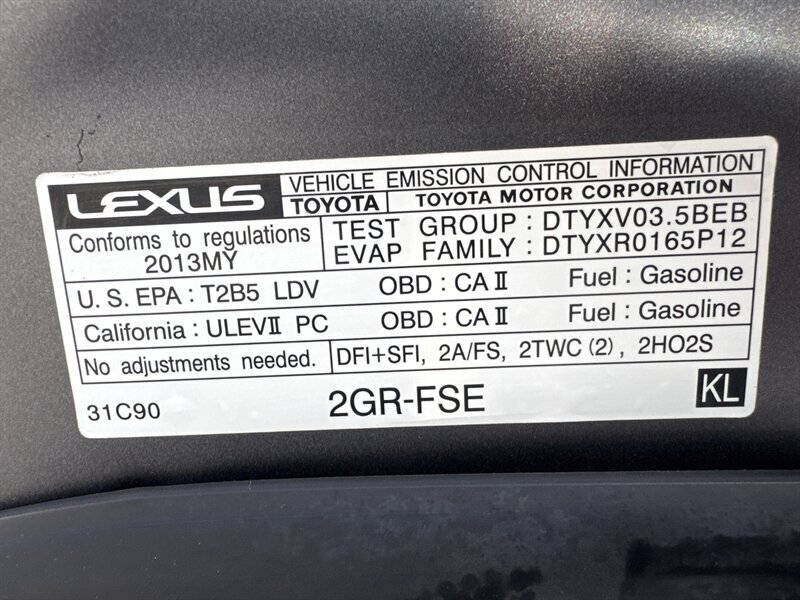 LEXUS VEHICLE EMISSION CONTROL INFORMATION
TOYOTA TOYOTA MOTOR CORPORATION
Conforms to regulations
2013MY
TEST GROUP : DTYXV03.5BEB
EVAP FAMILY : DTYXR0165P12
U. S. EPA : T2B5 LDV OBD : CA II Fuel : Gasoline
California : ULEVII PC OBD : CA II Fuel : Gasoline
No adjustments needed. DFI+SFI, 2A/FS, 2TWC (2) , 2HO2S
31C90 2GR-FSE KL